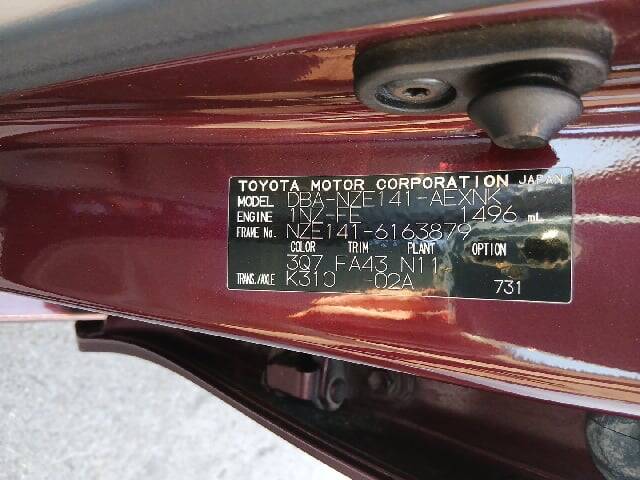 TOYOTA MOTOR CORPORATION JAPAN
MODEL DBA-NZE141-AEXNK
ENGINE 1NZ-FE 1496 mL
FRAME No. NZE141-6163879
COLOR TRIM PLANT OPTION
3Q7 FA43 N11
TRANS./AXLE K310 -02A 731